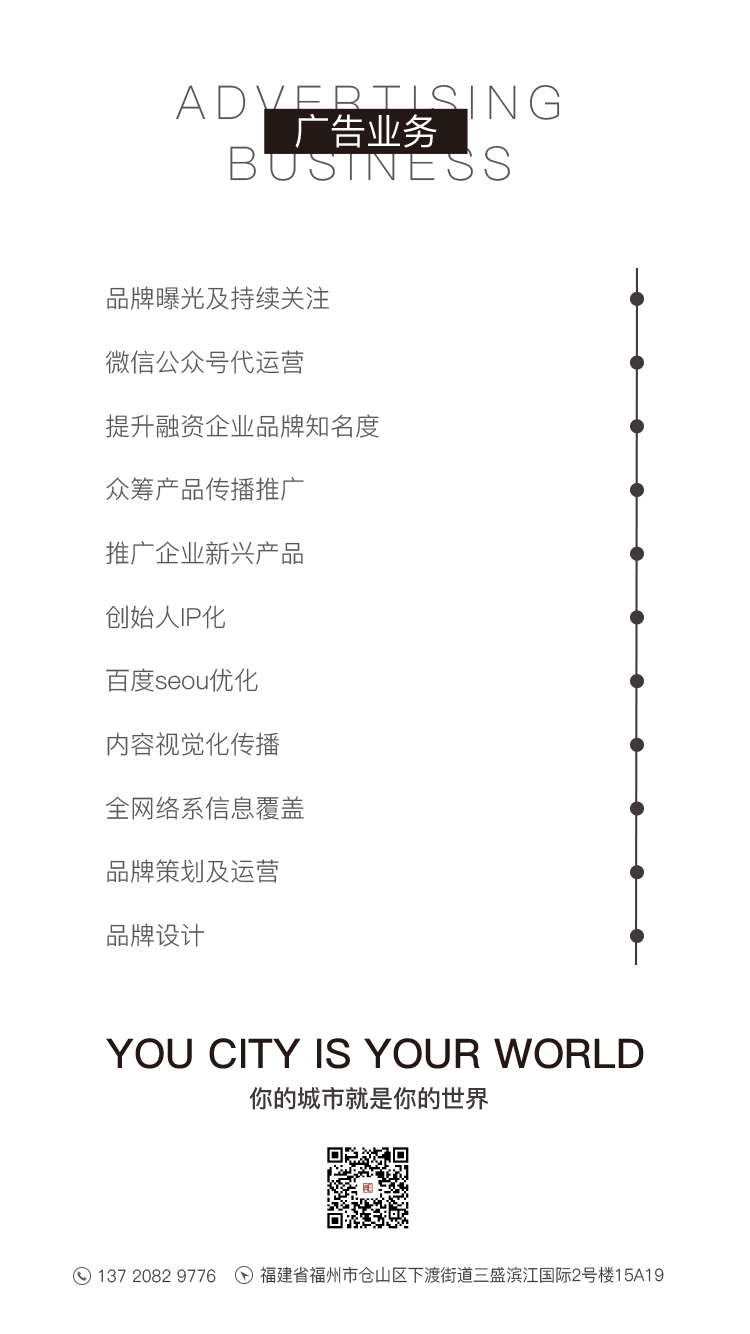 ADVERTISING
广告业务
BUSINESS
品牌曝光及持续关注
微信公众号代运营
提升融资企业品牌知名度
众筹产品传播推广
推广企业新兴产品
创始人IP化
百度seou优化
内容视觉化传播
全网络系信息覆盖
品牌策划及运营
品牌设计
YOU CITY IS YOUR WORLD
你的城市就是你的世界
137 2082 9776 福建省福州市仓山区下渡街道三盛滨江国际2号楼15A19